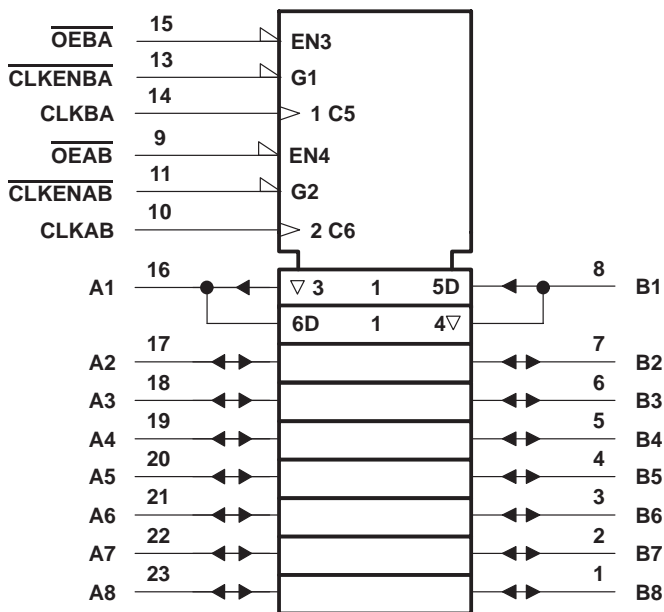 OEBA 15 EN3
CLKENBA 13 G1
CLKBA 14 1 C5
OEAB 9 EN4
CLKENAB 11 G2
CLKAB 10 2 C6
A1 16 ▽ 3 1 5D 8 B1
6D 1 4▽
A2 17 7 B2
A3 18 6 B3
A4 19 5 B4
A5 20 4 B5
A6 21 3 B6
A7 22 2 B7
A8 23 1 B8